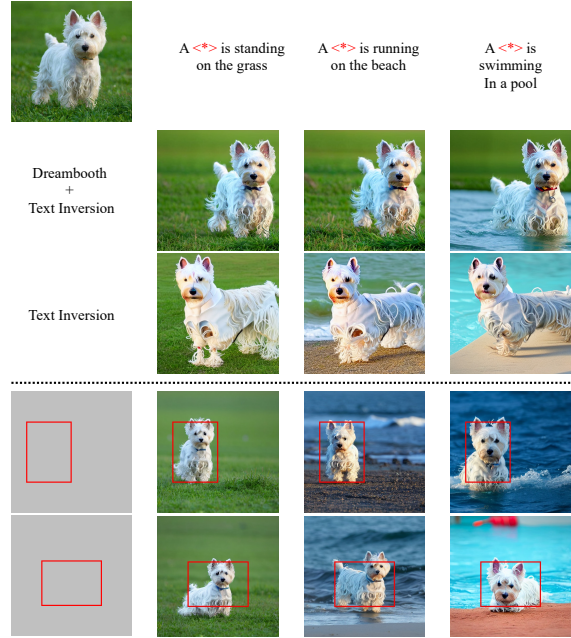 A <*> is standing
on the grass
A <*> is running
on the beach
A <*> is
swimming
In a pool
Dreambooth
+
Text Inversion
Text Inversion